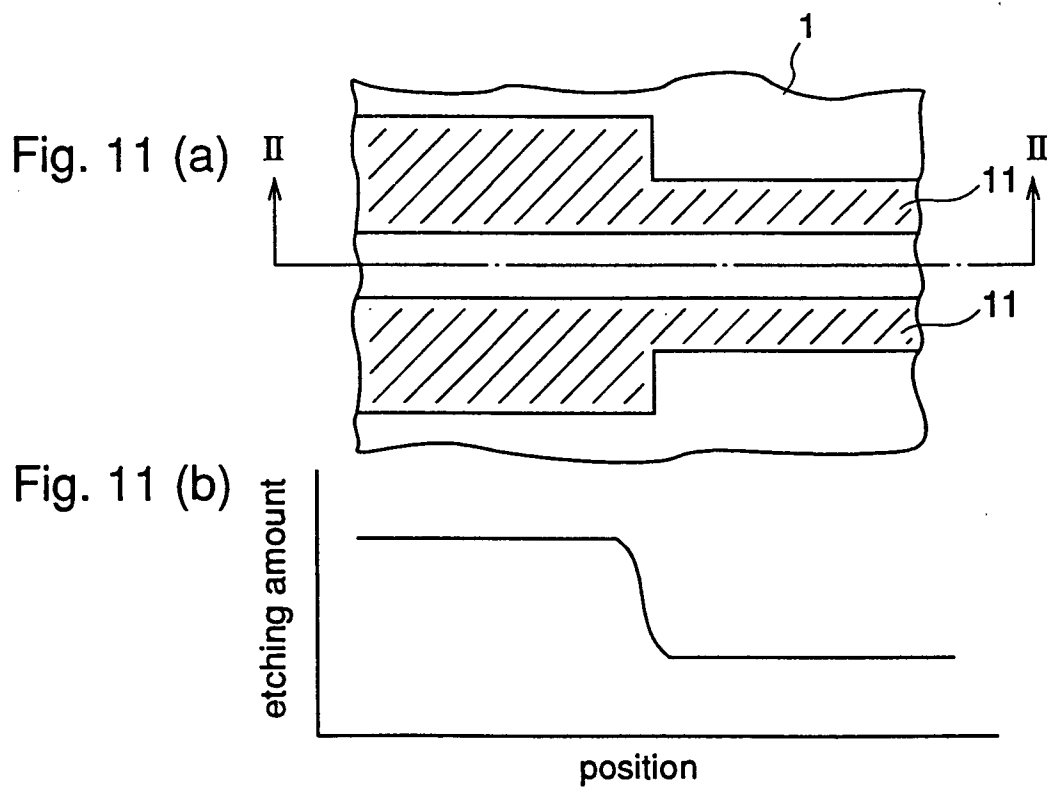 1
Fig. 11 (a)
II
II
11
11
Fig. 11 (b)
etching amount
position